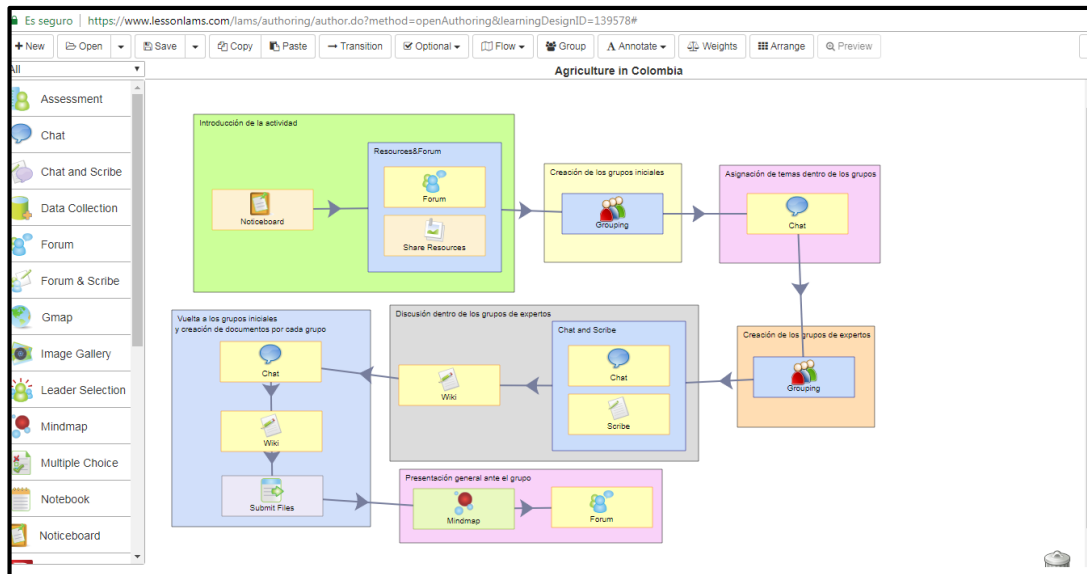 Es seguro | https://www.lessonlams.com/lams/authoring/author.do?method=openAuthoring&learningDesignID=139578#
New Open Save Copy Paste Transition Optional Flow Group Annotate Weights Arrange Preview
All
Agriculture in Colombia
Assessment
Chat
Chat and Scribe
Data Collection
Forum
Forum & Scribe
Gmap
Image Gallery
Leader Selection
Mindmap
Multiple Choice
Notebook
Noticeboard
Introducción de la actividad
Noticeboard
Resources&Forum
Forum
Share Resources
Creación de los grupos iniciales
Grouping
Asignación de temas dentro de los grupos
Chat
Creación de los grupos de expertos
Grouping
Discusión dentro de los grupos de expertos
Chat and Scribe
Chat
Scribe
Wiki
Vuelta a los grupos iniciales
y creación de documentos por cada grupo
Chat
Wiki
Submit Files
Presentación general ante el grupo
Mindmap
Forum